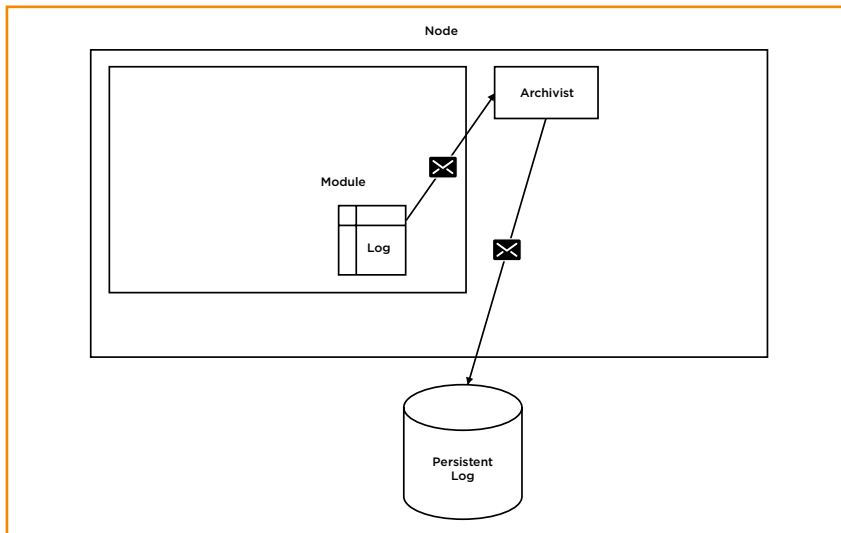 Node
Archivist
Module
Log
Persistent
Log